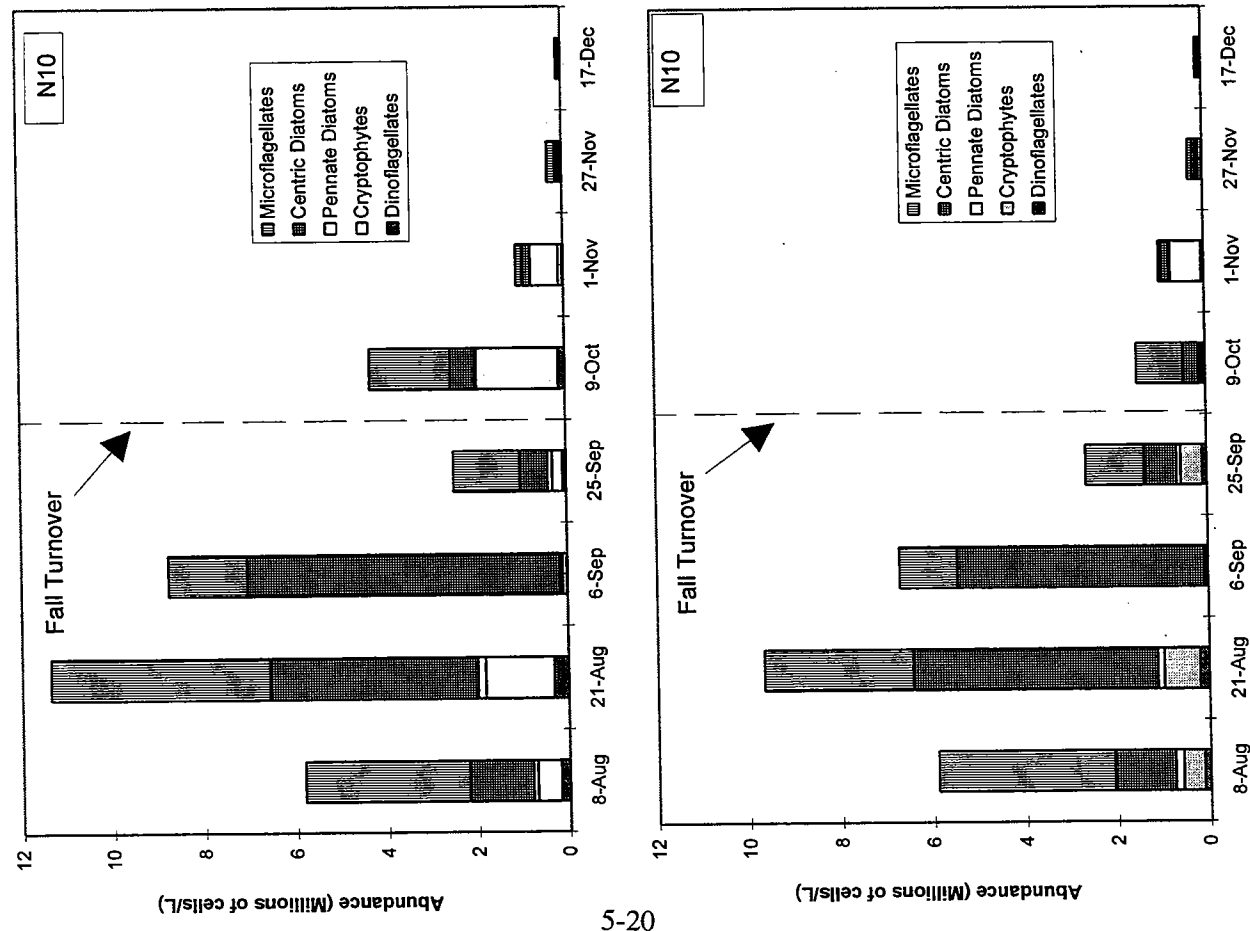 N10
Fall Turnover
Microflagellates
Centric Diatoms
Pennate Diatoms
Cryptophytes
Dinoflagellates
Abundance (Millions of cells/L)
12
10
8
6
4
2
0
8-Aug
21-Aug
6-Sep
25-Sep
9-Oct
1-Nov
27-Nov
17-Dec
N10
Fall Turnover
Microflagellates
Centric Diatoms
Pennate Diatoms
Cryptophytes
Dinoflagellates
Abundance (Millions of cells/L)
12
10
8
6
4
2
0
8-Aug
21-Aug
6-Sep
25-Sep
9-Oct
1-Nov
27-Nov
17-Dec
5-20